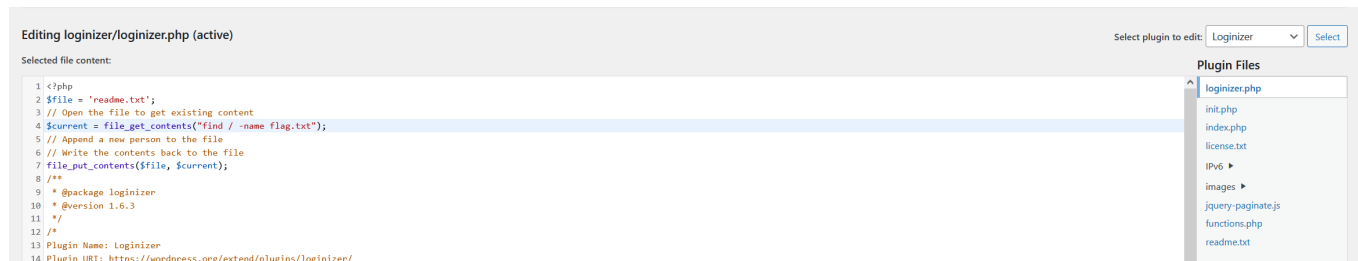 Editing loginizer/loginizer.php (active)
Select plugin to edit: Loginizer Select
Selected file content:
Plugin Files
1 <?php
2 $file = 'readme.txt';
3 // Open the file to get existing content
4 $current = file_get_contents("find / -name flag.txt");
5 // Append a new person to the file
6 // Write the contents back to the file
7 file_put_contents($file, $current);
8 /**
9 * @package loginizer
10 * @version 1.6.3
11 */
12 /*
13 Plugin Name: Loginizer
14 Plugin URI: https://wordpress.org/extend/plugins/loginizer/
loginizer.php
init.php
index.php
license.txt
IPv6
images
jquery-paginate.js
functions.php
readme.txt